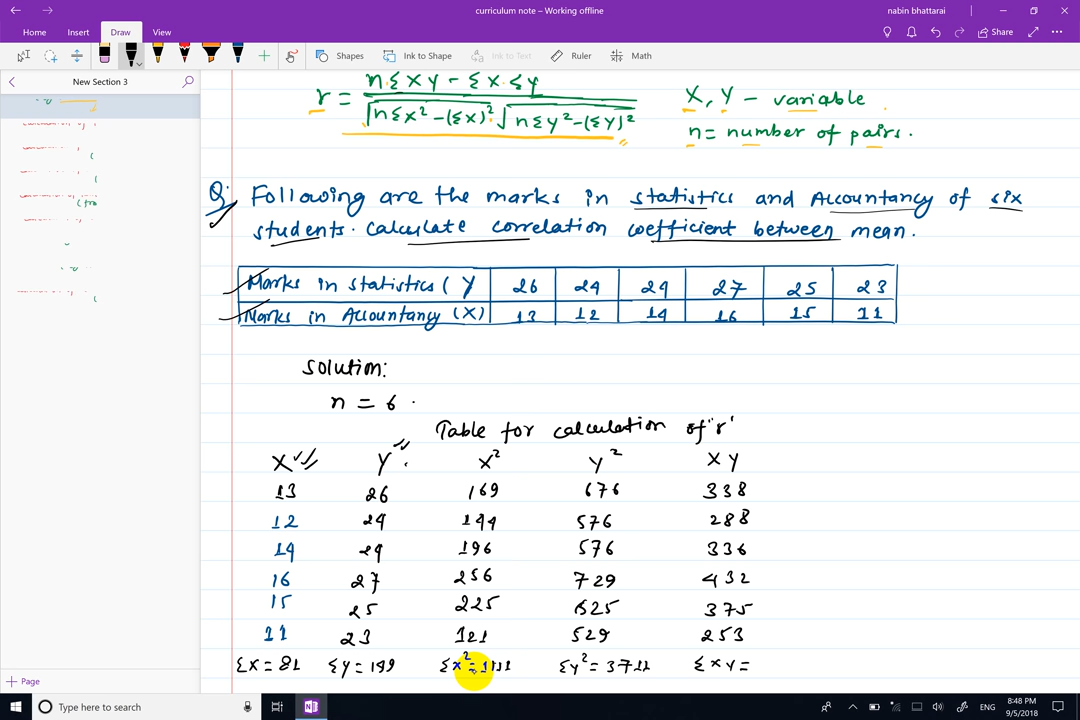 curriculum note – Working offline
nabin bhattarai
Home Insert Draw View
Share
Shapes Ink to Shape Ink to Text Ruler Math
New Section 3
r = nΣXY – ΣX·ΣY / √nΣX² – (ΣX)² √nΣY² – (ΣY)²
X, Y – variable
n = number of pairs.
Q. Following are the marks in statistics and Accountancy of six
students. Calculate correlation coefficient between mean.
Marks in statistics (Y 26 24 24 27 25 23
Marks in Accountancy (X) 13 12 14 16 15 11
Solution:
n = 6
Table for calculation of "r"
X Y X² Y² XY
13 26 169 676 338
12 24 144 576 288
14 24 196 576 336
16 27 256 729 432
15 25 225 625 375
11 23 121 529 253
ΣX = 81 ΣY = 149 ΣX² = 1111 ΣY² = 3711 ΣXY =
Page
Type here to search
ENG
8:48 PM
9/5/2018